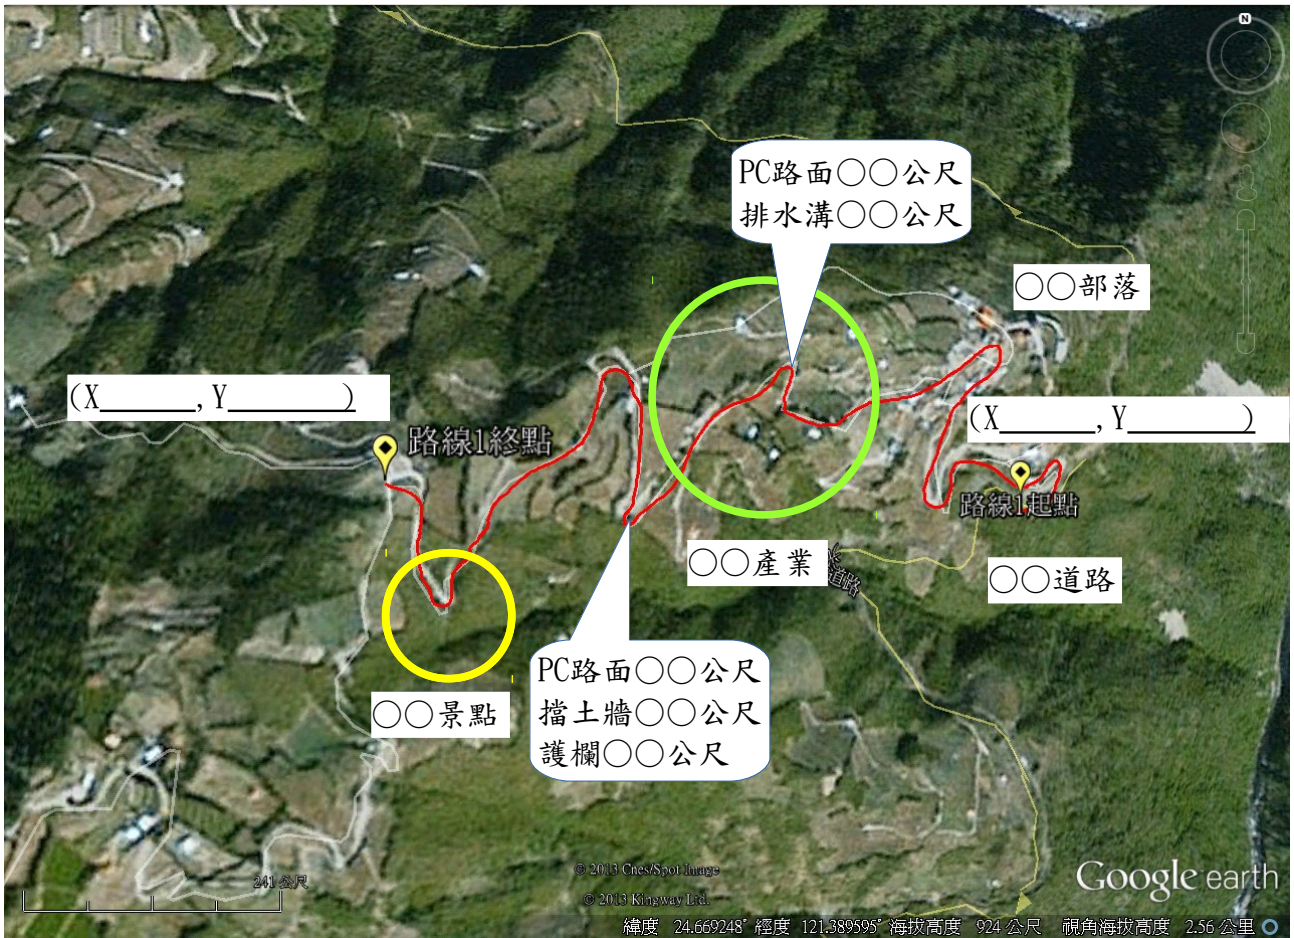 N
PC路面○○公尺
排水溝○○公尺
○○部落
(X______,Y________)
(X______,Y________)
路線1終點
路線1起點
○○產業
道路
○○道路
○○景點
PC路面○○公尺
擋土牆○○公尺
護欄○○公尺
241 公尺
© 2013 Cnes/Spot Image
© 2013 Kingway Ltd.
Google earth
緯度 24.669248° 經度 121.389595° 海拔高度 924 公尺 視角海拔高度 2.56 公里